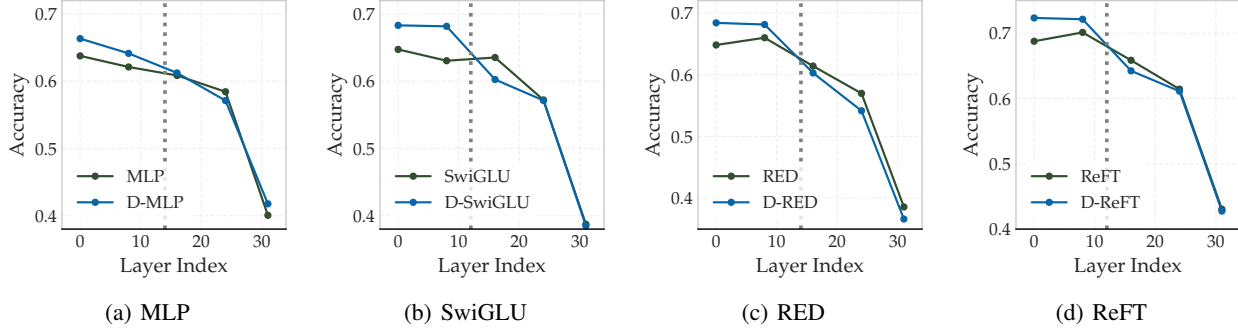 0.7
0.6
0.5
0.4
Accuracy
MLP
D-MLP
0 10 20 30
Layer Index
(a) MLP
0.7
0.6
0.5
0.4
Accuracy
SwiGLU
D-SwiGLU
0 10 20 30
Layer Index
(b) SwiGLU
0.7
0.6
0.5
0.4
Accuracy
RED
D-RED
0 10 20 30
Layer Index
(c) RED
0.7
0.6
0.5
0.4
Accuracy
ReFT
D-ReFT
0 10 20 30
Layer Index
(d) ReFT